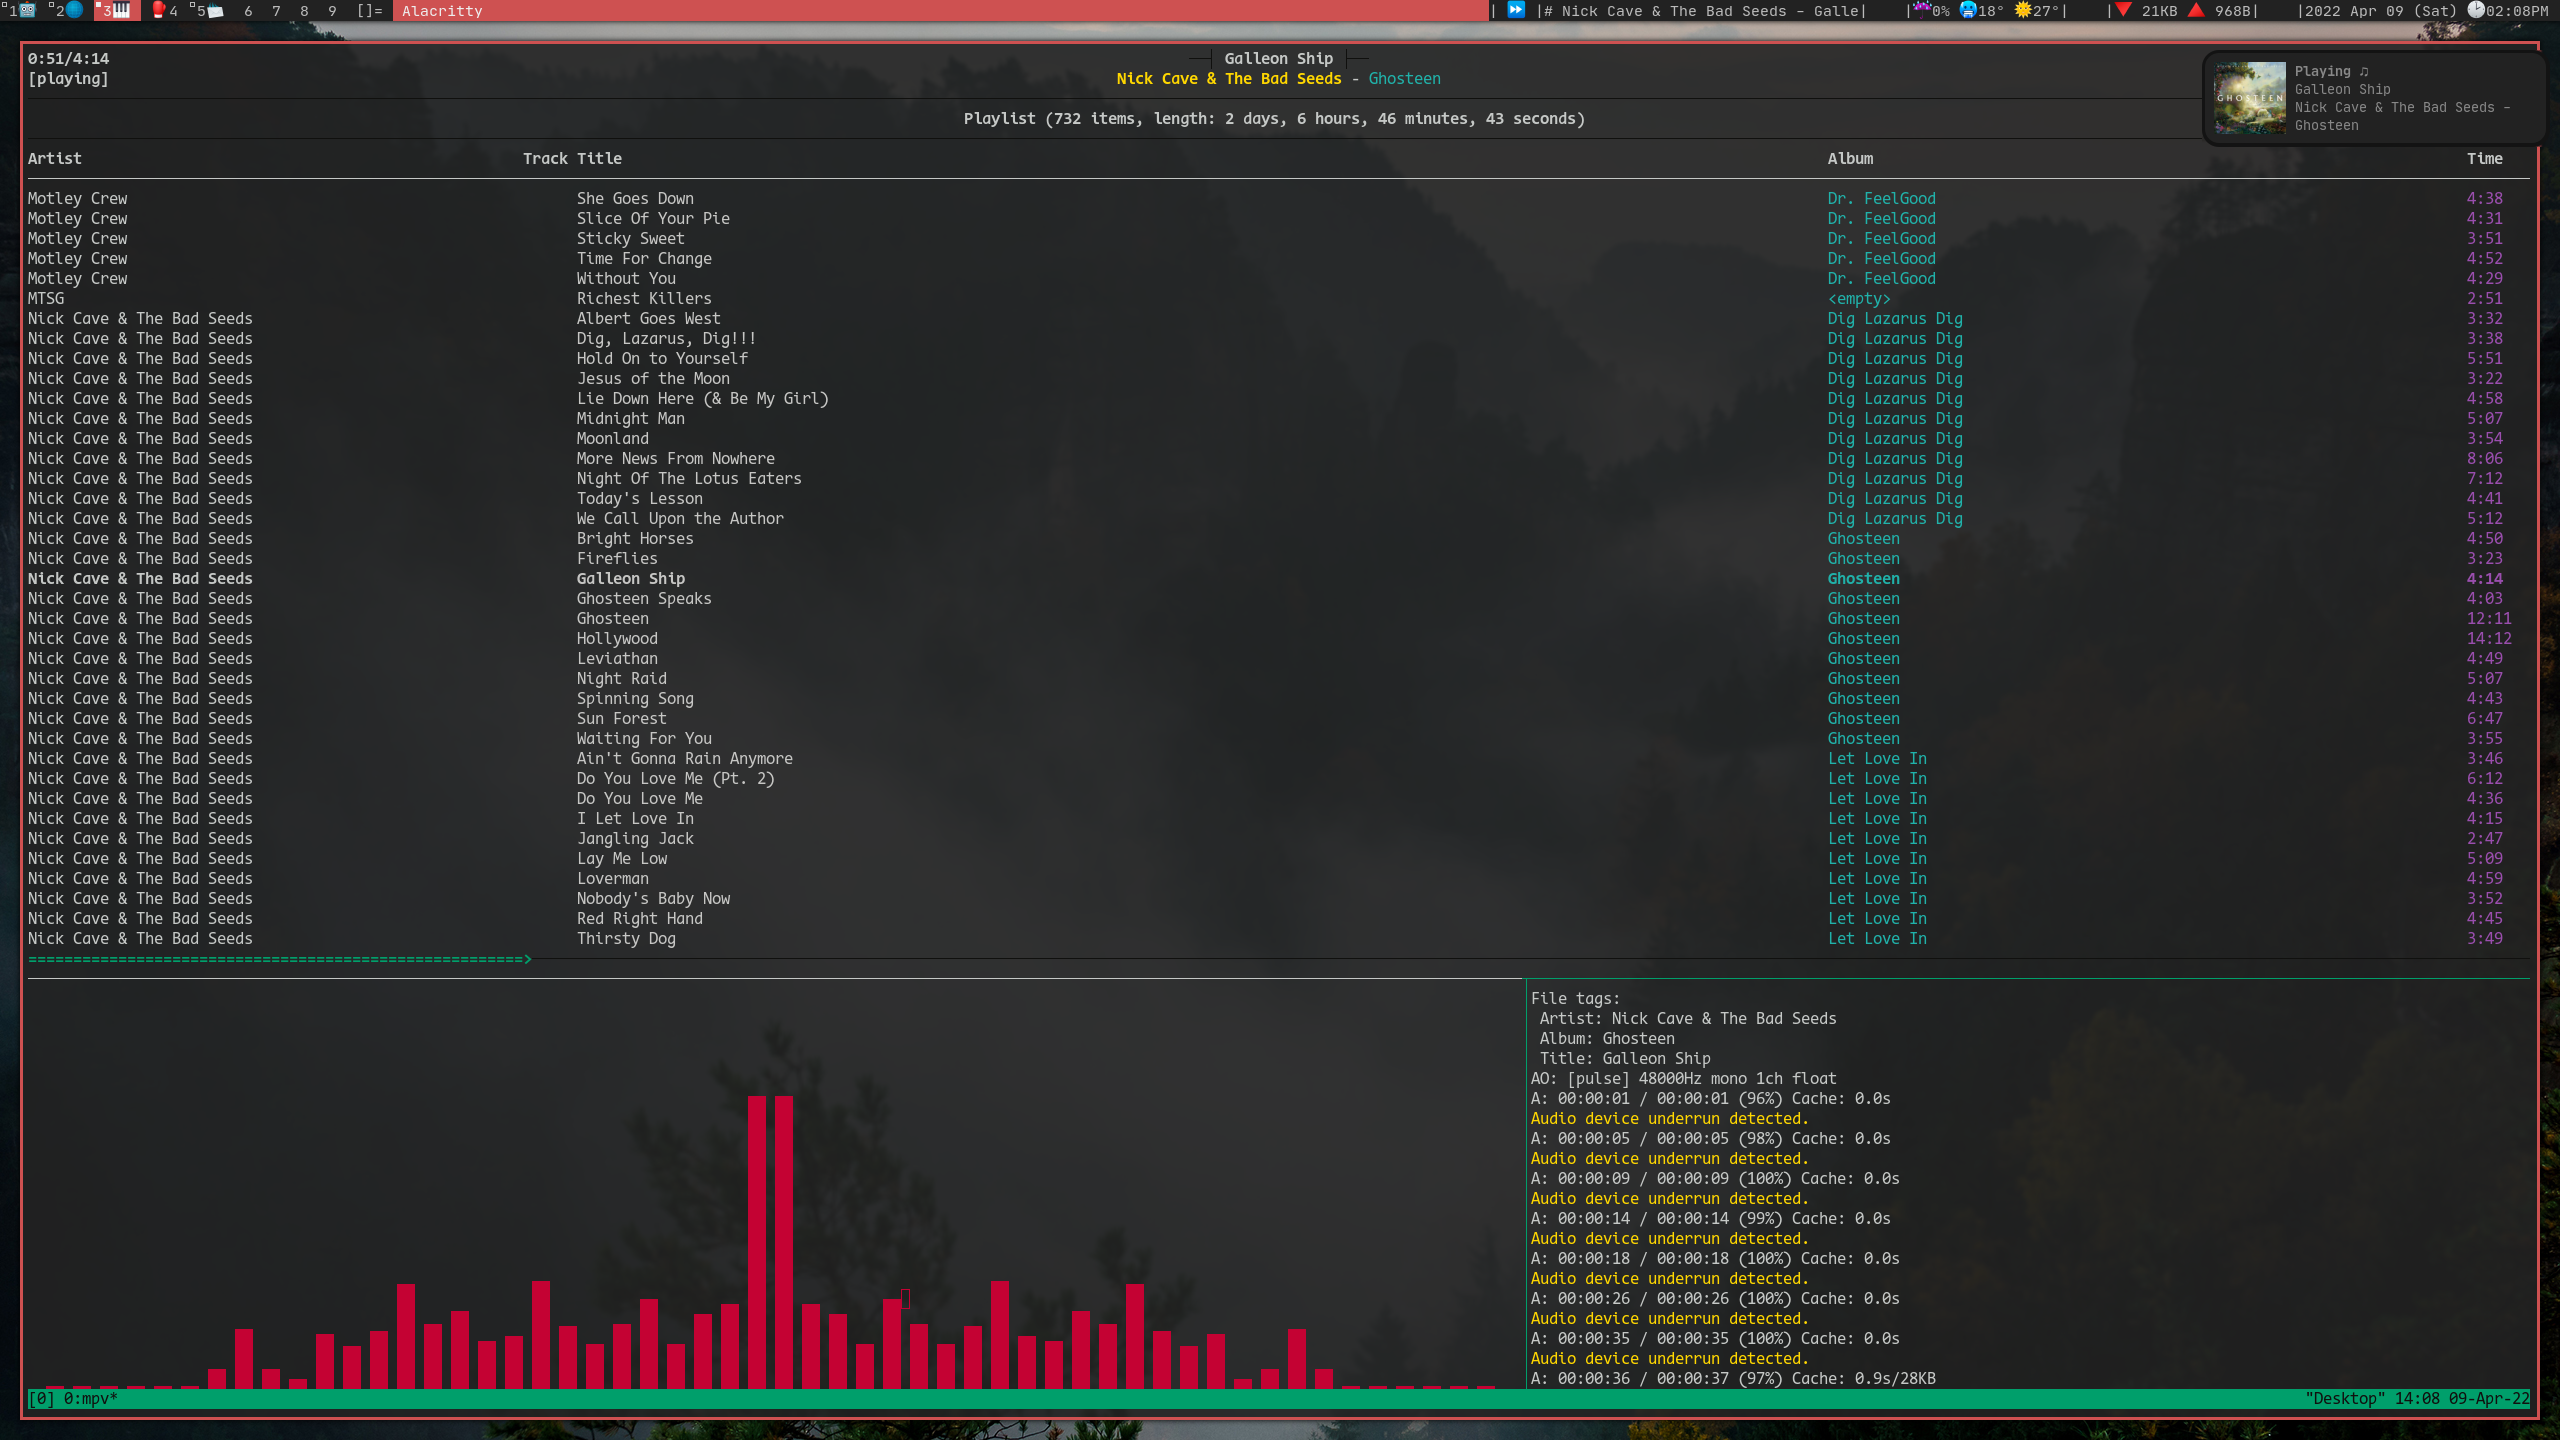 1 2 3 4 5 6 7 8 9 []= Alacritty | |# Nick Cave & The Bad Seeds - Galle| |0% 18° 27°| | 21KB 968B| |2022 Apr 09 (Sat) 02:08PM
0:51/4:14 Galleon Ship
[playing] Nick Cave & The Bad Seeds - Ghosteen
GHOSTEEN
Playing ♫
Galleon Ship
Nick Cave & The Bad Seeds -
Ghosteen
Playlist (732 items, length: 2 days, 6 hours, 46 minutes, 43 seconds)
Artist Track Title Album Time
Motley Crew She Goes Down Dr. FeelGood 4:38
Motley Crew Slice Of Your Pie Dr. FeelGood 4:31
Motley Crew Sticky Sweet Dr. FeelGood 3:51
Motley Crew Time For Change Dr. FeelGood 4:52
Motley Crew Without You Dr. FeelGood 4:29
MTSG Richest Killers <empty> 2:51
Nick Cave & The Bad Seeds Albert Goes West Dig Lazarus Dig 3:32
Nick Cave & The Bad Seeds Dig, Lazarus, Dig!!! Dig Lazarus Dig 3:38
Nick Cave & The Bad Seeds Hold On to Yourself Dig Lazarus Dig 5:51
Nick Cave & The Bad Seeds Jesus of the Moon Dig Lazarus Dig 3:22
Nick Cave & The Bad Seeds Lie Down Here (& Be My Girl) Dig Lazarus Dig 4:58
Nick Cave & The Bad Seeds Midnight Man Dig Lazarus Dig 5:07
Nick Cave & The Bad Seeds Moonland Dig Lazarus Dig 3:54
Nick Cave & The Bad Seeds More News From Nowhere Dig Lazarus Dig 8:06
Nick Cave & The Bad Seeds Night Of The Lotus Eaters Dig Lazarus Dig 7:12
Nick Cave & The Bad Seeds Today's Lesson Dig Lazarus Dig 4:41
Nick Cave & The Bad Seeds We Call Upon the Author Dig Lazarus Dig 5:12
Nick Cave & The Bad Seeds Bright Horses Ghosteen 4:50
Nick Cave & The Bad Seeds Fireflies Ghosteen 3:23
Nick Cave & The Bad Seeds Galleon Ship Ghosteen 4:14
Nick Cave & The Bad Seeds Ghosteen Speaks Ghosteen 4:03
Nick Cave & The Bad Seeds Ghosteen Ghosteen 12:11
Nick Cave & The Bad Seeds Hollywood Ghosteen 14:12
Nick Cave & The Bad Seeds Leviathan Ghosteen 4:49
Nick Cave & The Bad Seeds Night Raid Ghosteen 5:07
Nick Cave & The Bad Seeds Spinning Song Ghosteen 4:43
Nick Cave & The Bad Seeds Sun Forest Ghosteen 6:47
Nick Cave & The Bad Seeds Waiting For You Ghosteen 3:55
Nick Cave & The Bad Seeds Ain't Gonna Rain Anymore Let Love In 3:46
Nick Cave & The Bad Seeds Do You Love Me (Pt. 2) Let Love In 6:12
Nick Cave & The Bad Seeds Do You Love Me Let Love In 4:36
Nick Cave & The Bad Seeds I Let Love In Let Love In 4:15
Nick Cave & The Bad Seeds Jangling Jack Let Love In 2:47
Nick Cave & The Bad Seeds Lay Me Low Let Love In 5:09
Nick Cave & The Bad Seeds Loverman Let Love In 4:59
Nick Cave & The Bad Seeds Nobody's Baby Now Let Love In 3:52
Nick Cave & The Bad Seeds Red Right Hand Let Love In 4:45
Nick Cave & The Bad Seeds Thirsty Dog Let Love In 3:49
=======================================================>
File tags:
Artist: Nick Cave & The Bad Seeds
Album: Ghosteen
Title: Galleon Ship
AO: [pulse] 48000Hz mono 1ch float
A: 00:00:01 / 00:00:01 (96%) Cache: 0.0s
Audio device underrun detected.
A: 00:00:05 / 00:00:05 (98%) Cache: 0.0s
Audio device underrun detected.
A: 00:00:09 / 00:00:09 (100%) Cache: 0.0s
Audio device underrun detected.
A: 00:00:14 / 00:00:14 (99%) Cache: 0.0s
Audio device underrun detected.
A: 00:00:18 / 00:00:18 (100%) Cache: 0.0s
Audio device underrun detected.
A: 00:00:26 / 00:00:26 (100%) Cache: 0.0s
Audio device underrun detected.
A: 00:00:35 / 00:00:35 (100%) Cache: 0.0s
Audio device underrun detected.
A: 00:00:36 / 00:00:37 (97%) Cache: 0.9s/28KB
[0] 0:mpv* "Desktop" 14:08 09-Apr-22